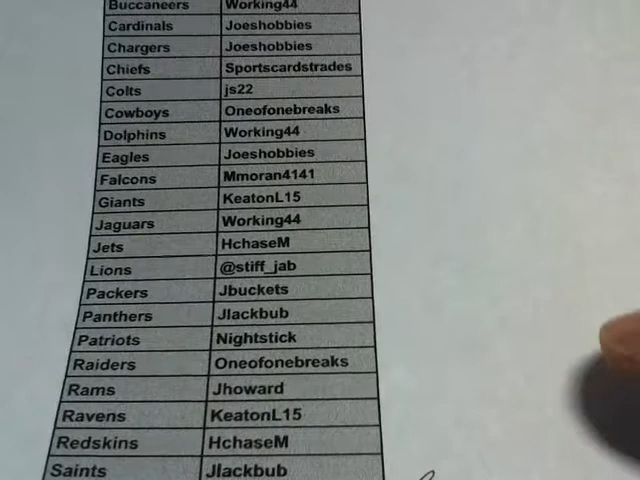 Buccaneers Working44
Cardinals Joeshobbies
Chargers Joeshobbies
Chiefs Sportscardstrades
Colts js22
Cowboys Oneofonebreaks
Dolphins Working44
Eagles Joeshobbies
Falcons Mmoran4141
Giants KeatonL15
Jaguars Working44
Jets HchaseM
Lions @stiff_jab
Packers Jbuckets
Panthers Jlackbub
Patriots Nightstick
Raiders Oneofonebreaks
Rams Jhoward
Ravens KeatonL15
Redskins HchaseM
Saints Jlackbub